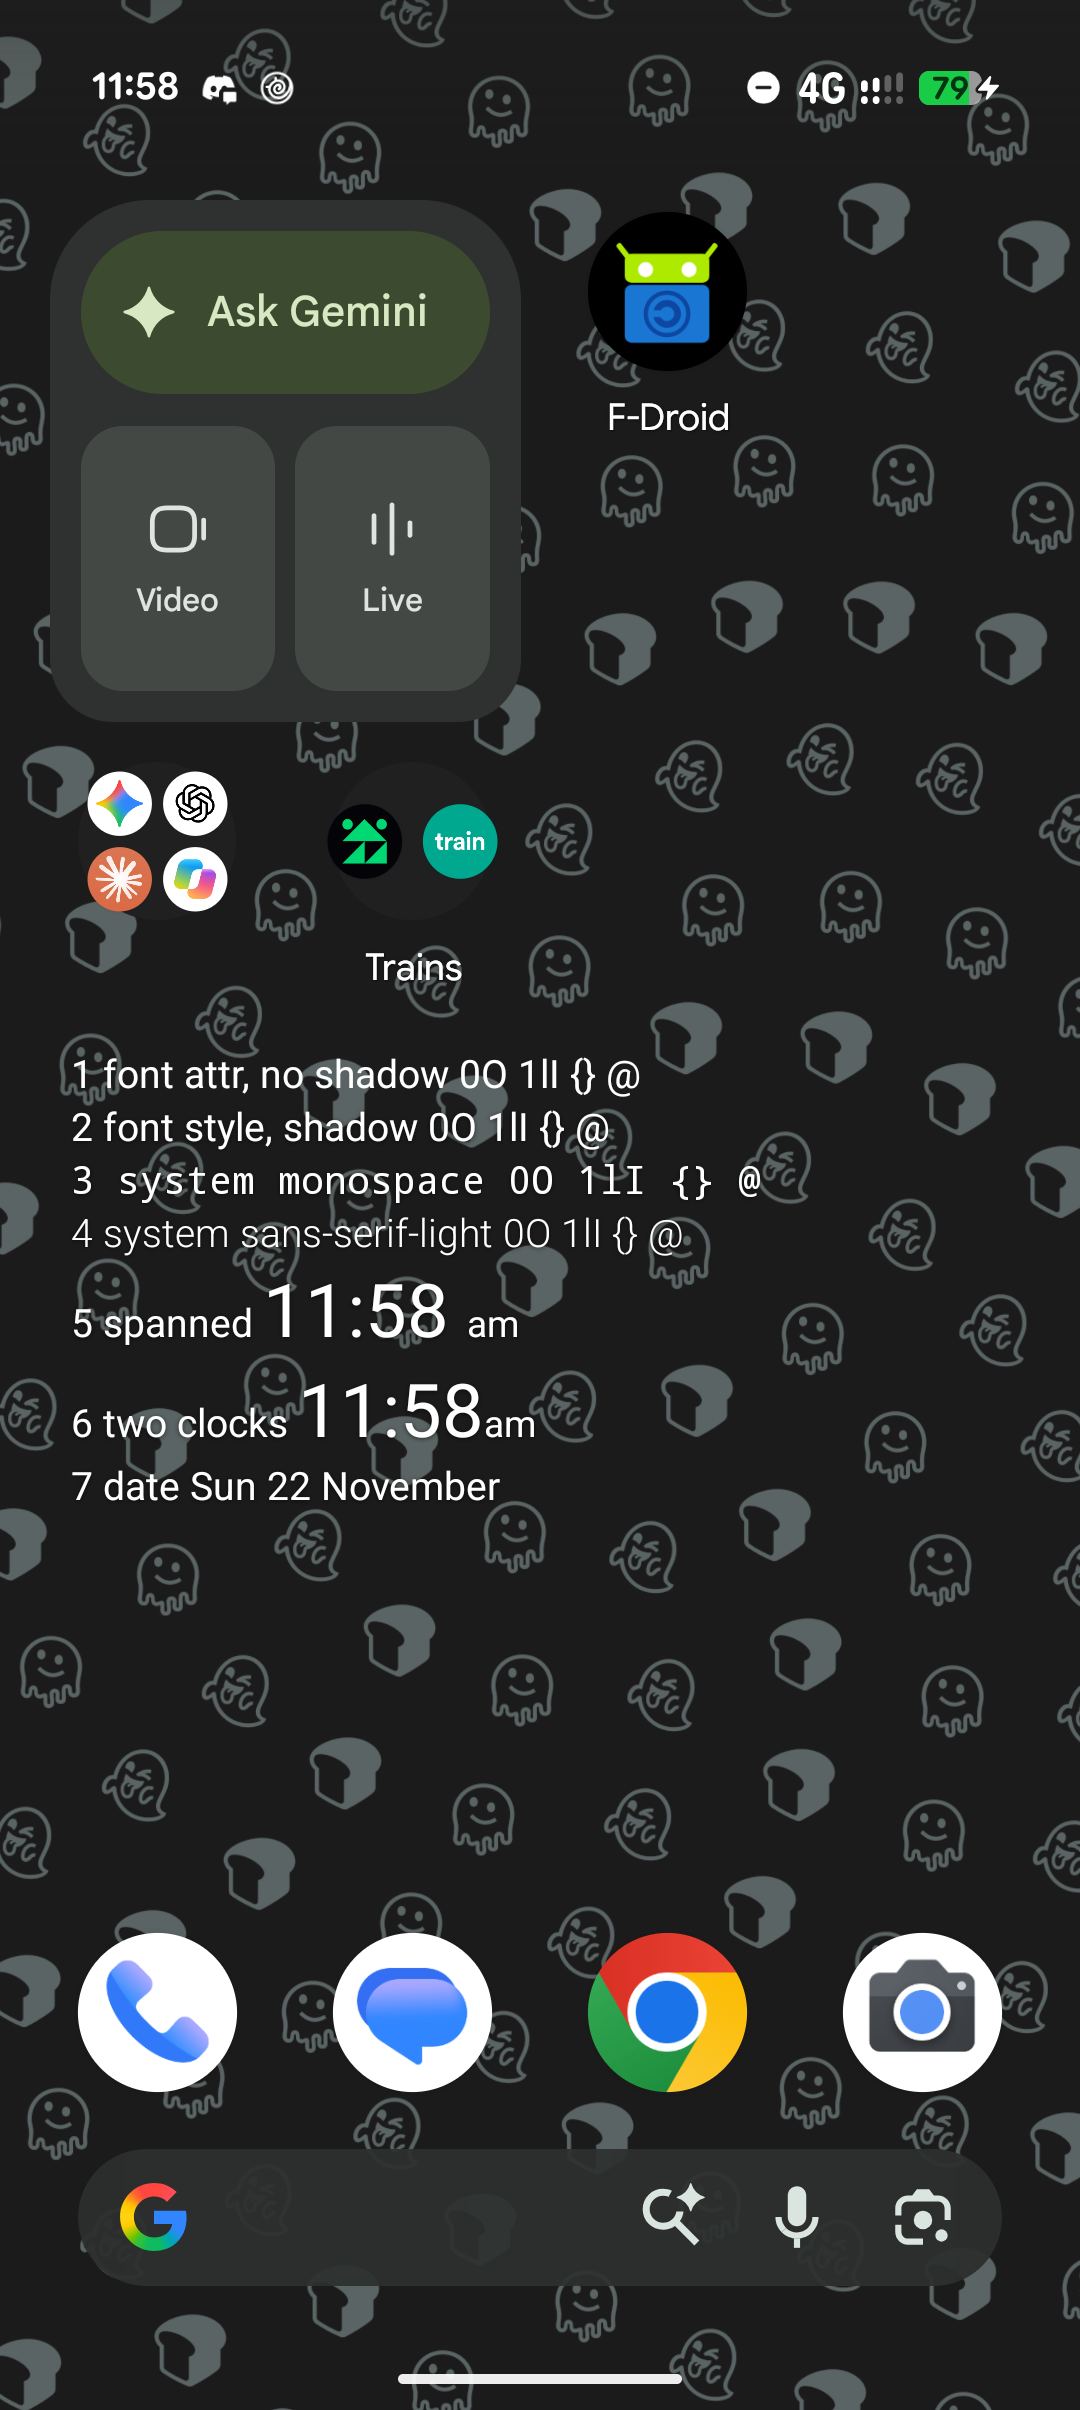 11:58 4G 79
Ask Gemini
Video Live
F-Droid
train
Trains
1 font attr, no shadow 0O 1lI {} @
2 font style, shadow 0O 1lI {} @
3 system monospace 0O 1lI {} @
4 system sans-serif-light 0O 1lI {} @
5 spanned 11:58 am
6 two clocks 11:58am
7 date Sun 22 November